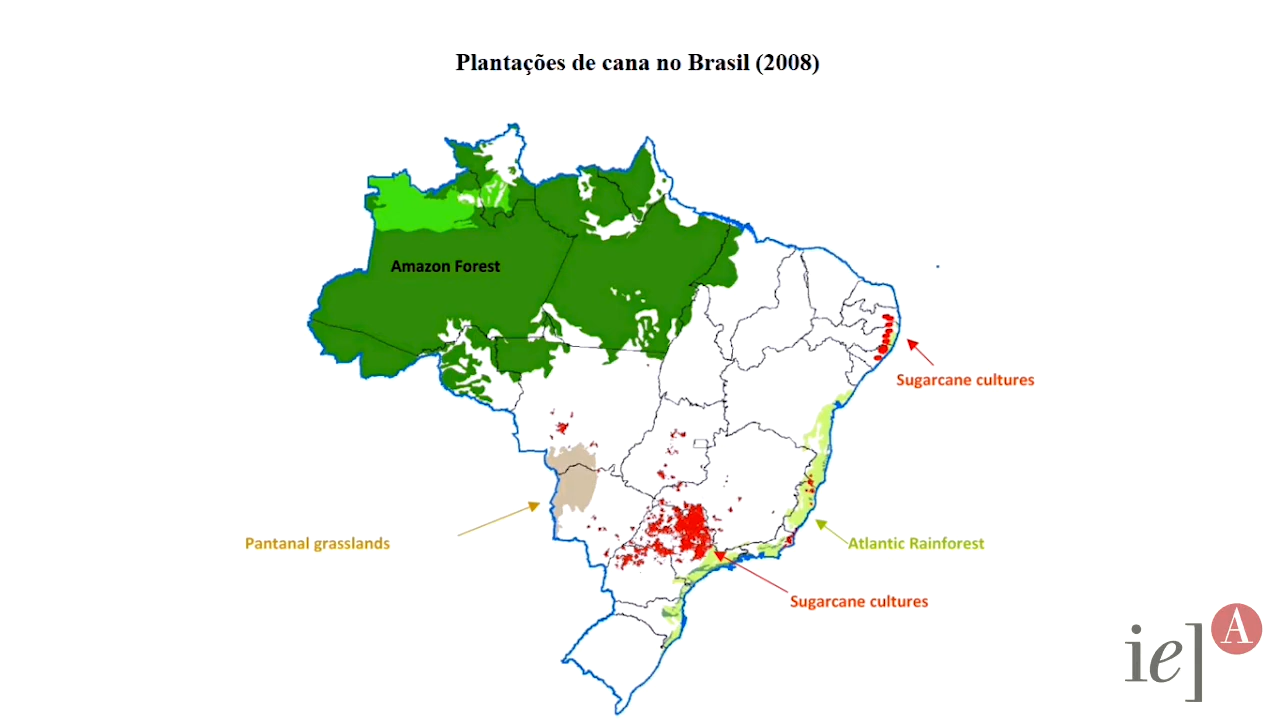 Plantações de cana no Brasil (2008)
Amazon Forest
Sugarcane cultures
Pantanal grasslands
Atlantic Rainforest
Sugarcane cultures
ie]A